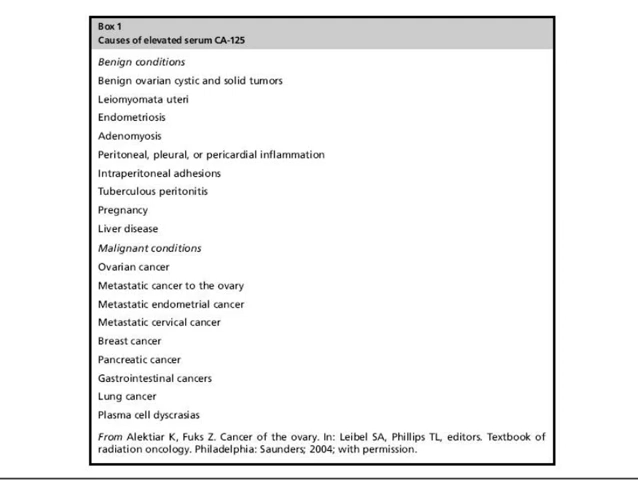 Box 1
Causes of elevated serum CA-125
Benign conditions
Benign ovarian cystic and solid tumors
Leiomyomata uteri
Endometriosis
Adenomyosis
Peritoneal, pleural, or pericardial inflammation
Intraperitoneal adhesions
Tuberculous peritonitis
Pregnancy
Liver disease
Malignant conditions
Ovarian cancer
Metastatic cancer to the ovary
Metastatic endometrial cancer
Metastatic cervical cancer
Breast cancer
Pancreatic cancer
Gastrointestinal cancers
Lung cancer
Plasma cell dyscrasias
From Alektiar K, Fuks Z. Cancer of the ovary. In: Leibel SA, Phillips TL, editors. Textbook of
radiation oncology. Philadelphia: Saunders; 2004; with permission.